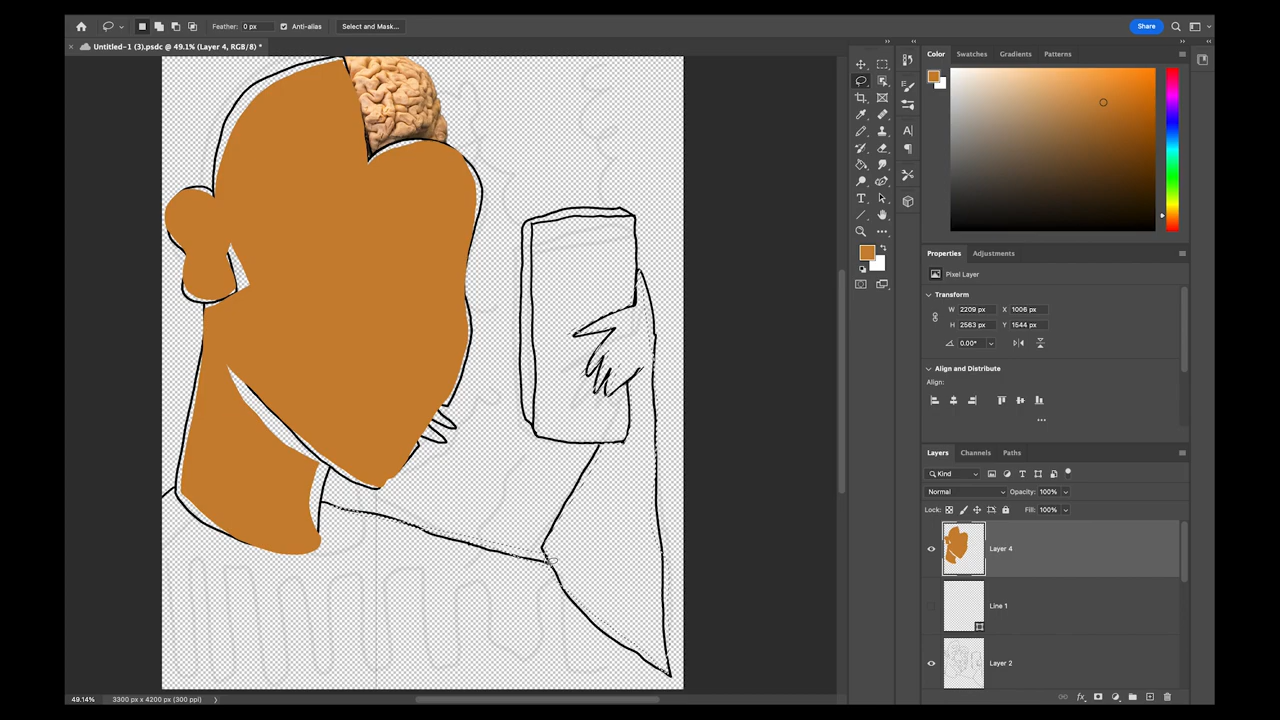 Feather: 0 px Anti-alias Select and Mask... Share
Untitled-1 (3).psdc @ 49.1% (Layer 4, RGB/8) *
Color Swatches Gradients Patterns
Properties Adjustments
Pixel Layer
Transform
W 2209 px X 1006 px
H 2563 px Y 1544 px
0.00°
Align and Distribute
Align:
Layers Channels Paths
Kind
Normal Opacity: 100%
Lock: Fill: 100%
Layer 4
Line 1
Layer 2
49.14% 3300 px x 4200 px (300 ppi)